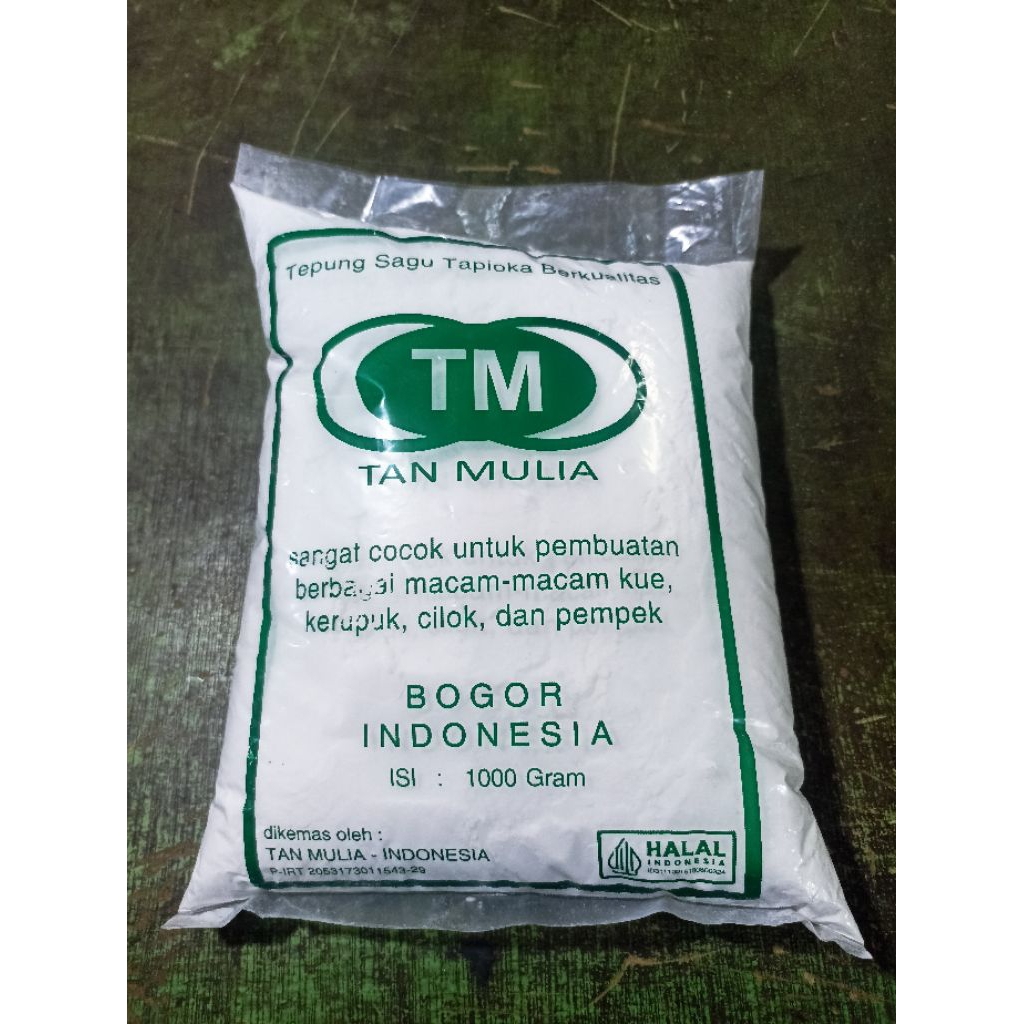 Tepung Sagu Tapioka Berkualitas
TM
TAN MULIA
sangat cocok untuk pembuatan
berbagai macam-macam kue,
kerupuk, cilok, dan pempek
BOGOR
INDONESIA
ISI : 1000 Gram
dikemas oleh :
TAN MULIA - INDONESIA
P-IRT 2053173011543-29
HALAL
INDONESIA